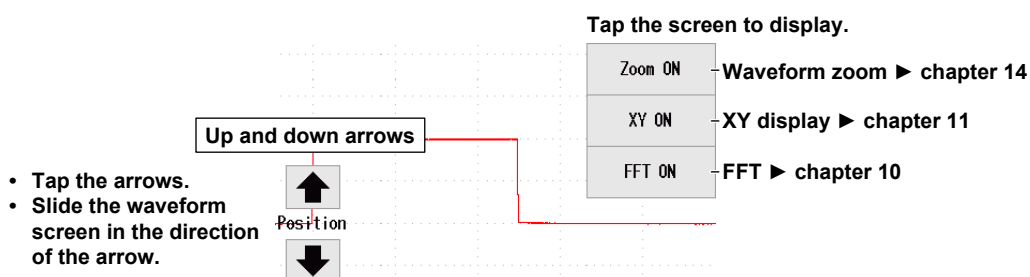 Tap the screen to display.
Zoom ON
Waveform zoom ► chapter 14
XY ON
XY display ► chapter 11
FFT ON
FFT ► chapter 10
Up and down arrows
• Tap the arrows.
• Slide the waveform
screen in the direction
of the arrow.
Position